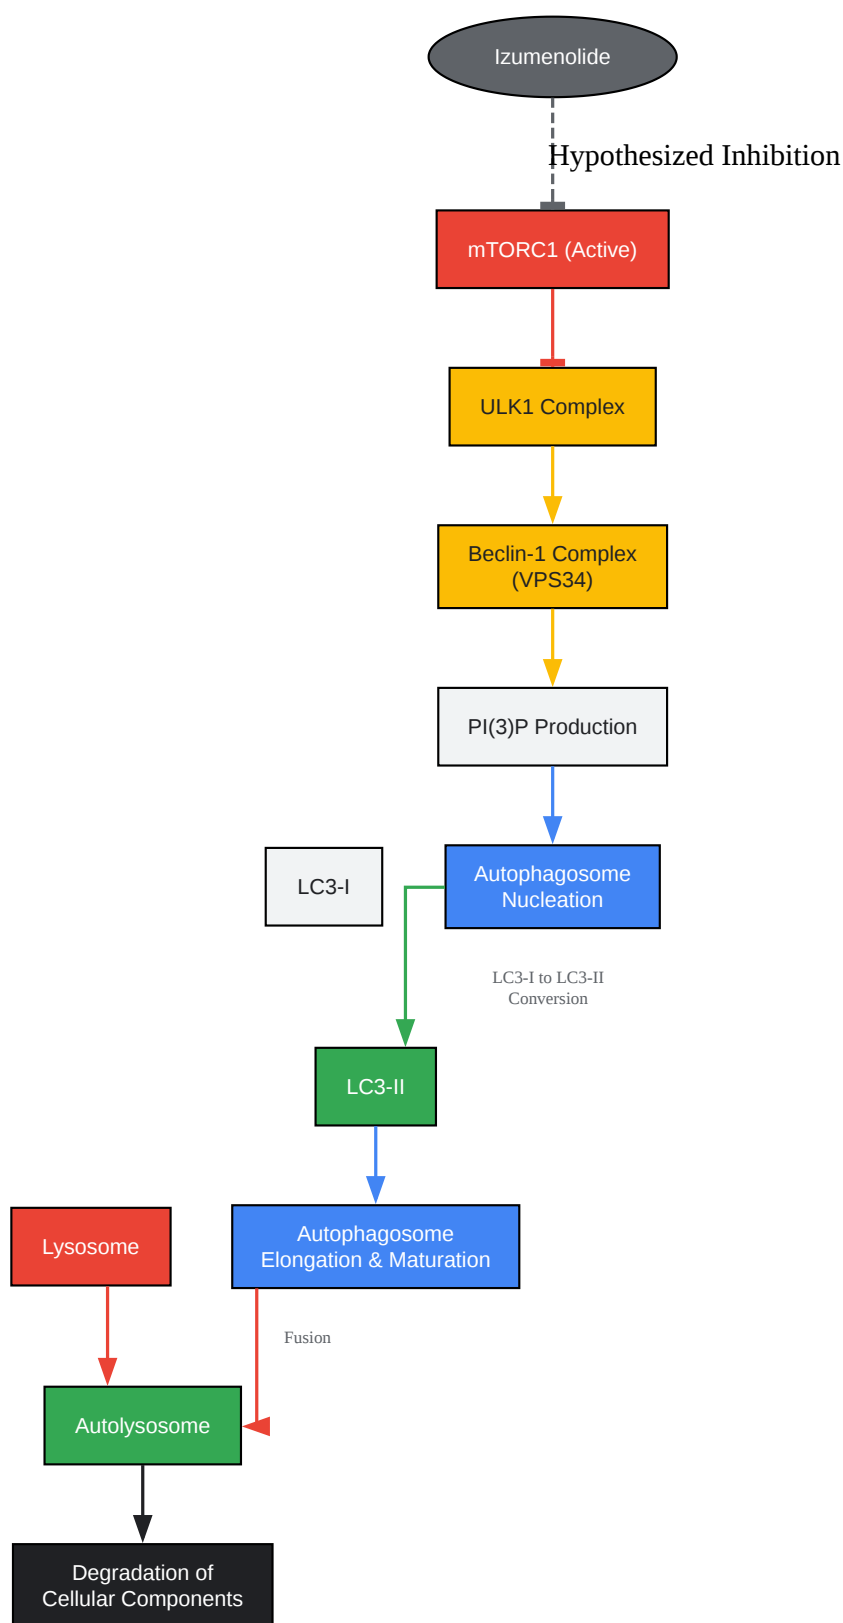 Izumenolide
Hypothesized Inhibition
mTORC1 (Active)
ULK1 Complex
Beclin-1 Complex
(VPS34)
PI(3)P Production
LC3-I
Autophagosome
Nucleation
LC3-I to LC3-II
Conversion
LC3-II
Lysosome
Autophagosome
Elongation & Maturation
Fusion
Autolysosome
Degradation of
Cellular Components